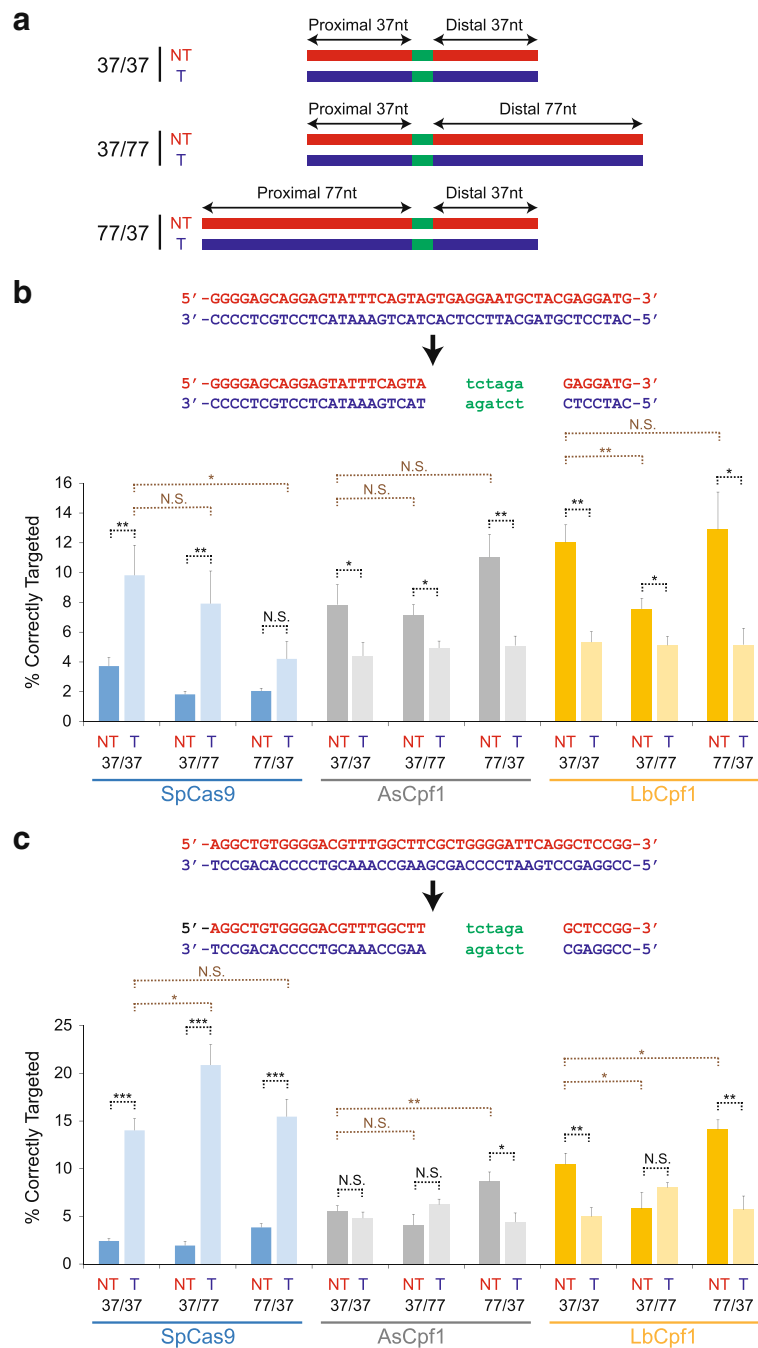 a
Proximal 37nt Distal 37nt
37/37 NT
T
Proximal 37nt Distal 77nt
37/77 NT
T
Proximal 77nt Distal 37nt
77/37 NT
T
b
5’-GGGGAGCAGGAGTATTTCAGTAGTGAGGAATGCTACGAGGATG-3’
3’-CCCCTCGTCCTCATAAAGTCATCACTCCTTACGATGCTCCTAC-5’
5’-GGGGAGCAGGAGTATTTCAGTA tctaga GAGGATG-3’
3’-CCCCTCGTCCTCATAAAGTCAT agatct CTCCTAC-5’
N.S.
**
N.S.
*
N.S.
N.S.
** ** N.S. * * ** ** * *
% Correctly Targeted
16
14
12
10
8
6
4
2
0
NT T NT T NT T NT T NT T NT T NT T NT T NT T
37/37 37/77 77/37 37/37 37/77 77/37 37/37 37/77 77/37
SpCas9 AsCpf1 LbCpf1
c
5’-AGGCTGTGGGGACGTTTGGCTTCGCTGGGGATTCAGGCTCCGG-3’
3’-TCCGACACCCCTGCAAACCGAAGCGACCCCTAAGTCCGAGGCC-5’
5’-AGGCTGTGGGGACGTTTGGCTT tctaga GCTCCGG-3’
3’-TCCGACACCCCTGCAAACCGAA agatct CGAGGCC-5’
N.S.
*
*
*
**
N.S.
*** *** *** N.S. N.S. * ** N.S. **
% Correctly Targeted
25
20
15
10
5
0
NT T NT T NT T NT T NT T NT T NT T NT T NT T
37/37 37/77 77/37 37/37 37/77 77/37 37/37 37/77 77/37
SpCas9 AsCpf1 LbCpf1